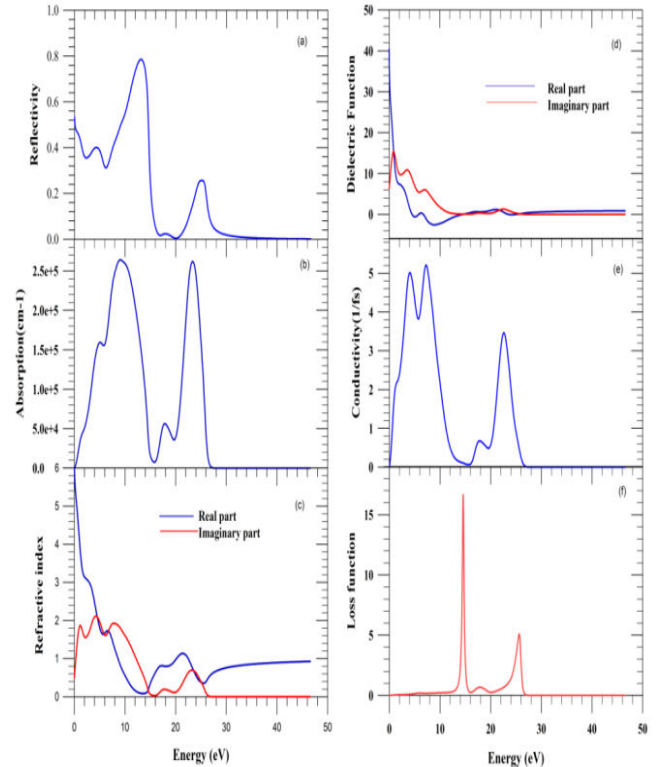 (a)
Reflectivity
1.0
0.8
0.6
0.4
0.2
0.0
(b)
Absorption(cm-1)
2.5e+5
2.0e+5
1.5e+5
1.0e+5
5.0e+4
0.0
(c)
Refractive index
Real part
Imaginary part
6
5
4
3
2
1
0
0 10 20 30 40 50
Energy (eV)
(d)
Dielectric Function
Real part
Imaginary part
50
40
30
20
10
0
(e)
Conductivity(1/fs)
5
4
3
2
1
0
(f)
Loss function
15
10
5
0
0 10 20 30 40 50
Energy (eV)